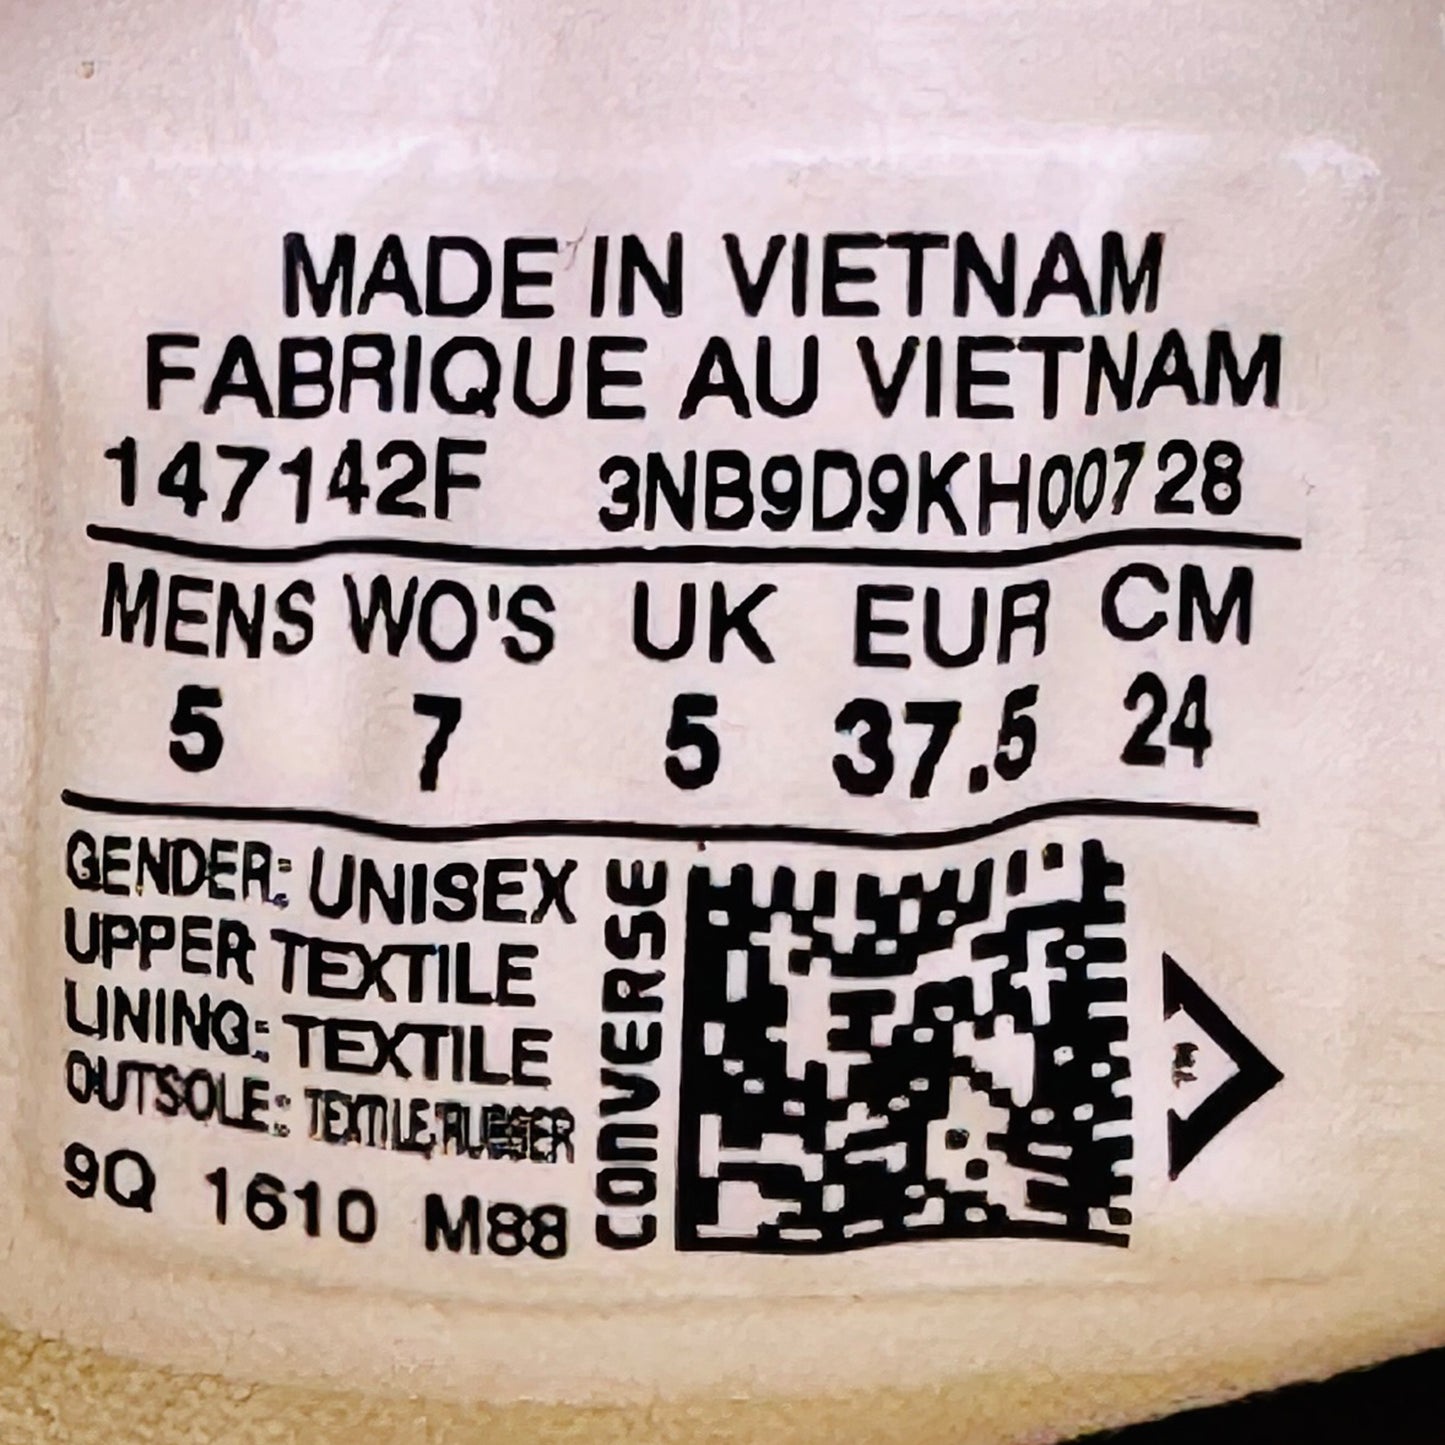 MADE IN VIETNAM
FABRIQUE AU VIETNAM
147142F 3NB9D9KH00728
MENS WO'S UK EUR CM
5 7 5 37.5 24
GENDER: UNISEX
UPPER TEXTILE
LINING: TEXTILE
OUTSOLE: TEXTILE
9Q 1610 M88
CONVERSE